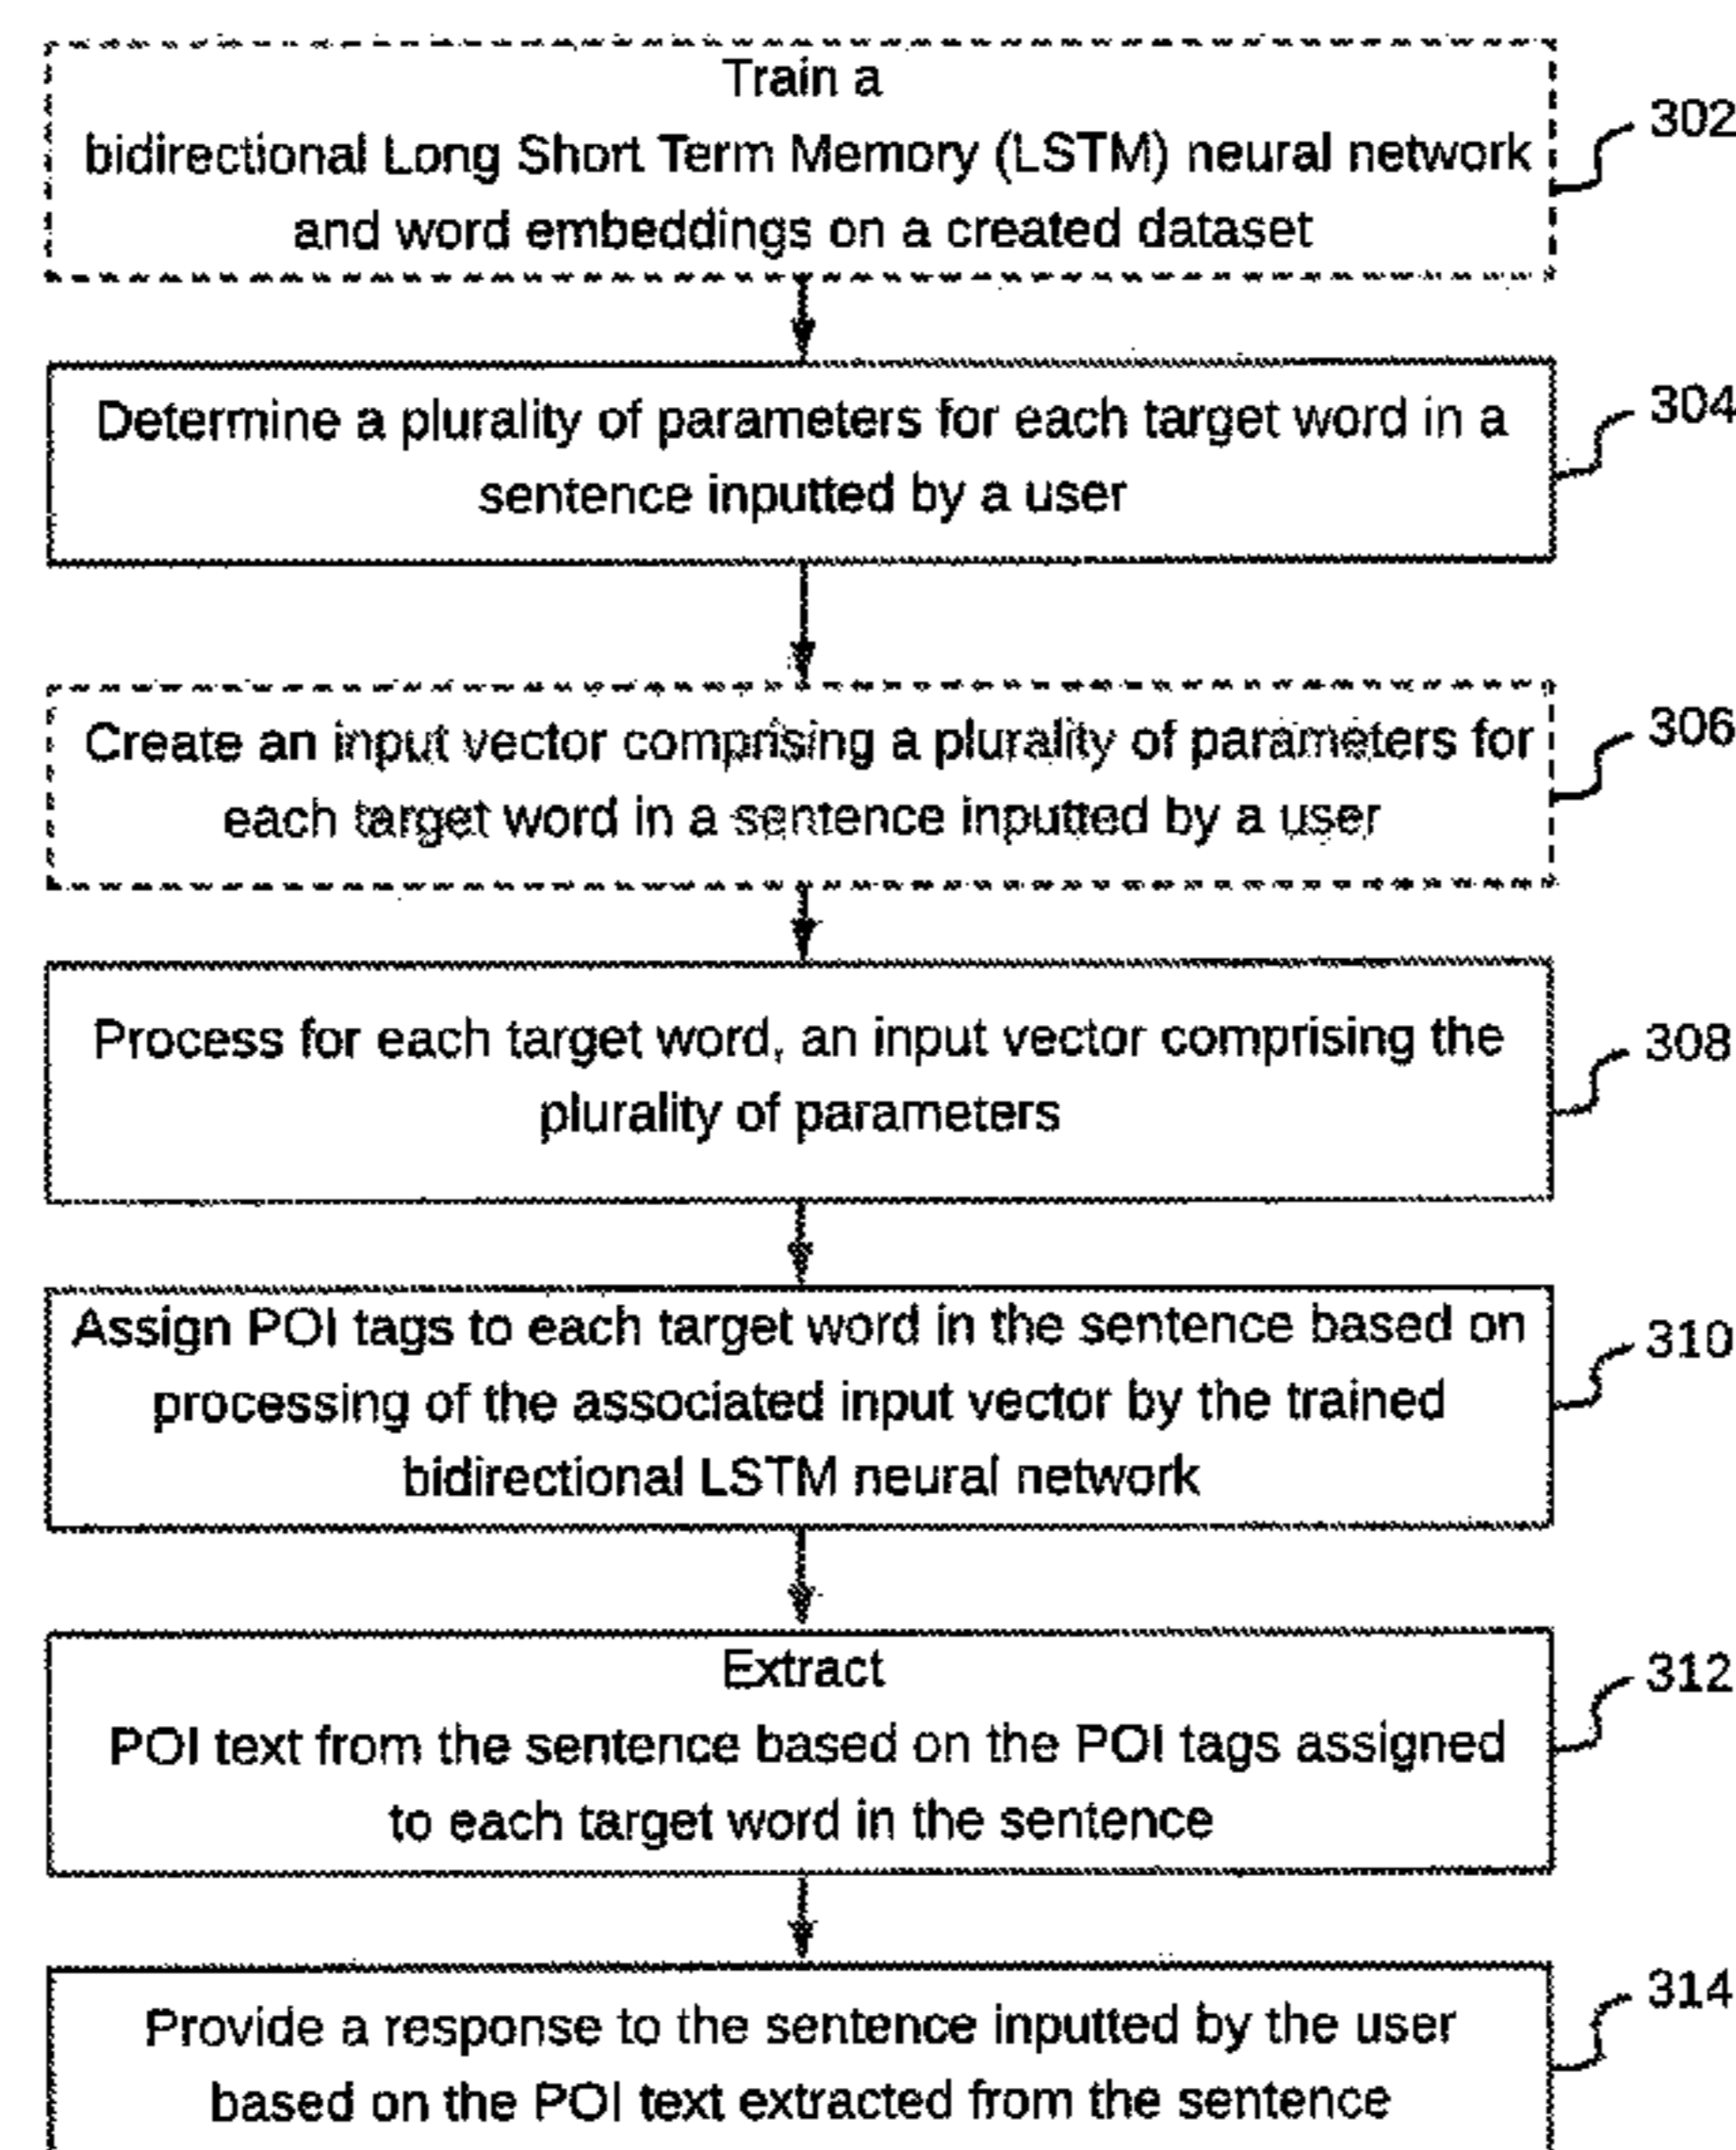 Train a
bidirectional Long Short Term Memory (LSTM) neural network
and word embeddings on a created dataset
302
Determine a plurality of parameters for each target word in a
sentence inputted by a user
304
Create an input vector comprising a plurality of parameters for
each target word in a sentence inputted by a user
306
Process for each target word, an input vector comprising the
plurality of parameters
308
Assign POI tags to each target word in the sentence based on
processing of the associated input vector by the trained
bidirectional LSTM neural network
310
Extract
POI text from the sentence based on the POI tags assigned
to each target word in the sentence
312
Provide a response to the sentence inputted by the user
based on the POI text extracted from the sentence
314